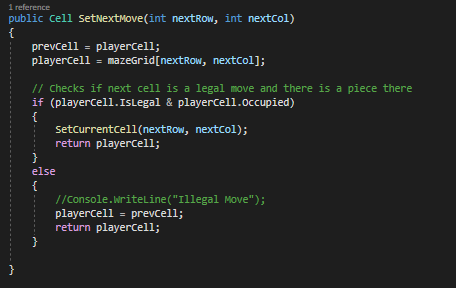 1 reference
public Cell SetNextMove(int nextRow, int nextCol)
{
    prevCell = playerCell;
    playerCell = mazeGrid[nextRow, nextCol];
    // Checks if next cell is a legal move and there is a piece there
    if (playerCell.IsLegal & playerCell.Occupied)
    {
        SetCurrentCell(nextRow, nextCol);
        return playerCell;
    }
    else
    {
        //Console.WriteLine("Illegal Move");
        playerCell = prevCell;
        return playerCell;
    }
}